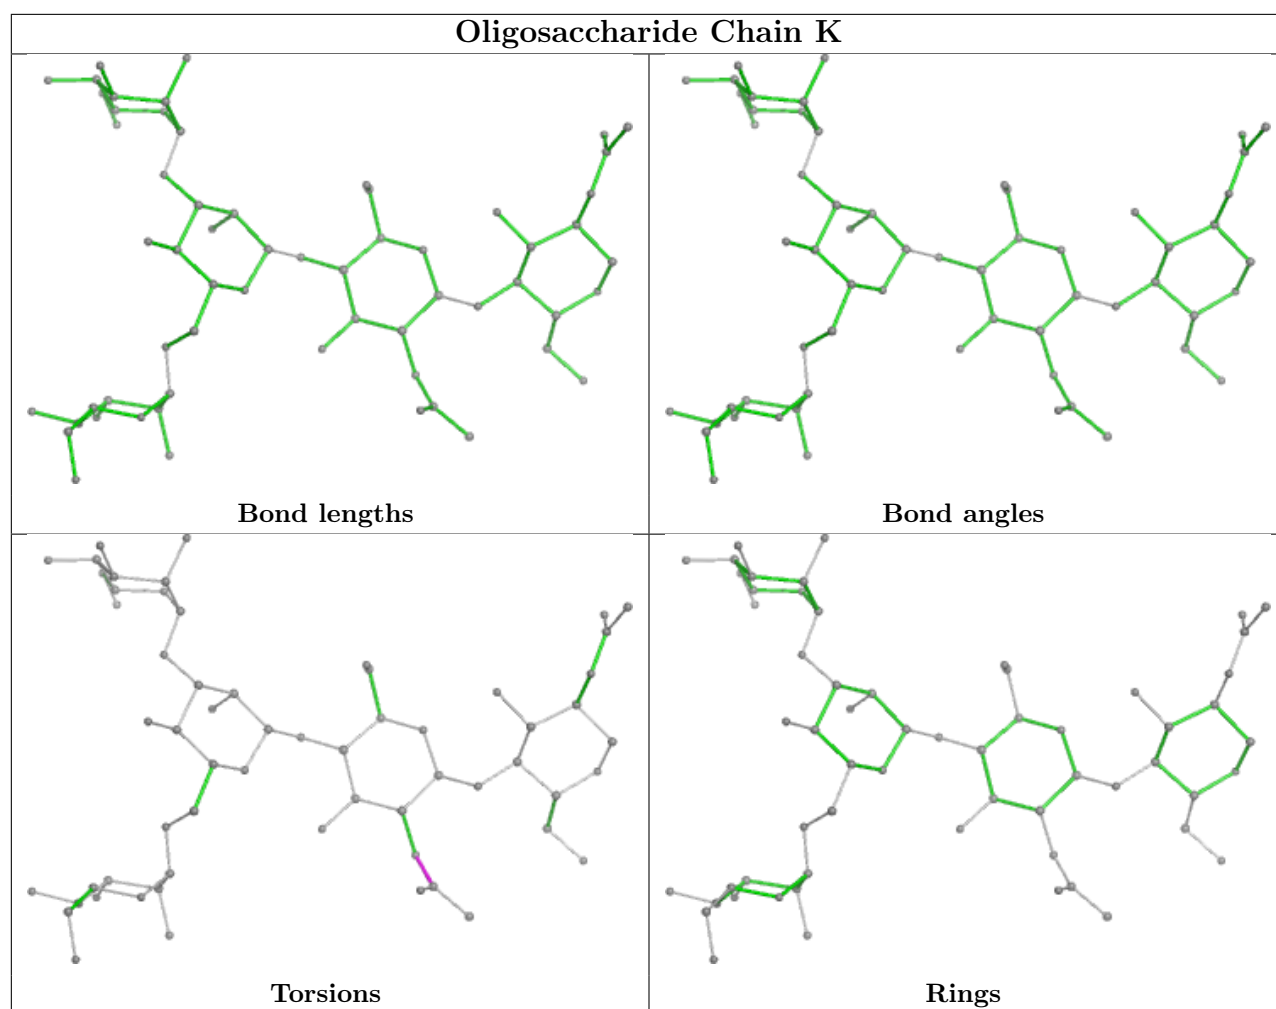 Oligosaccharide Chain K
Bond lengths
Bond angles
Torsions
Rings